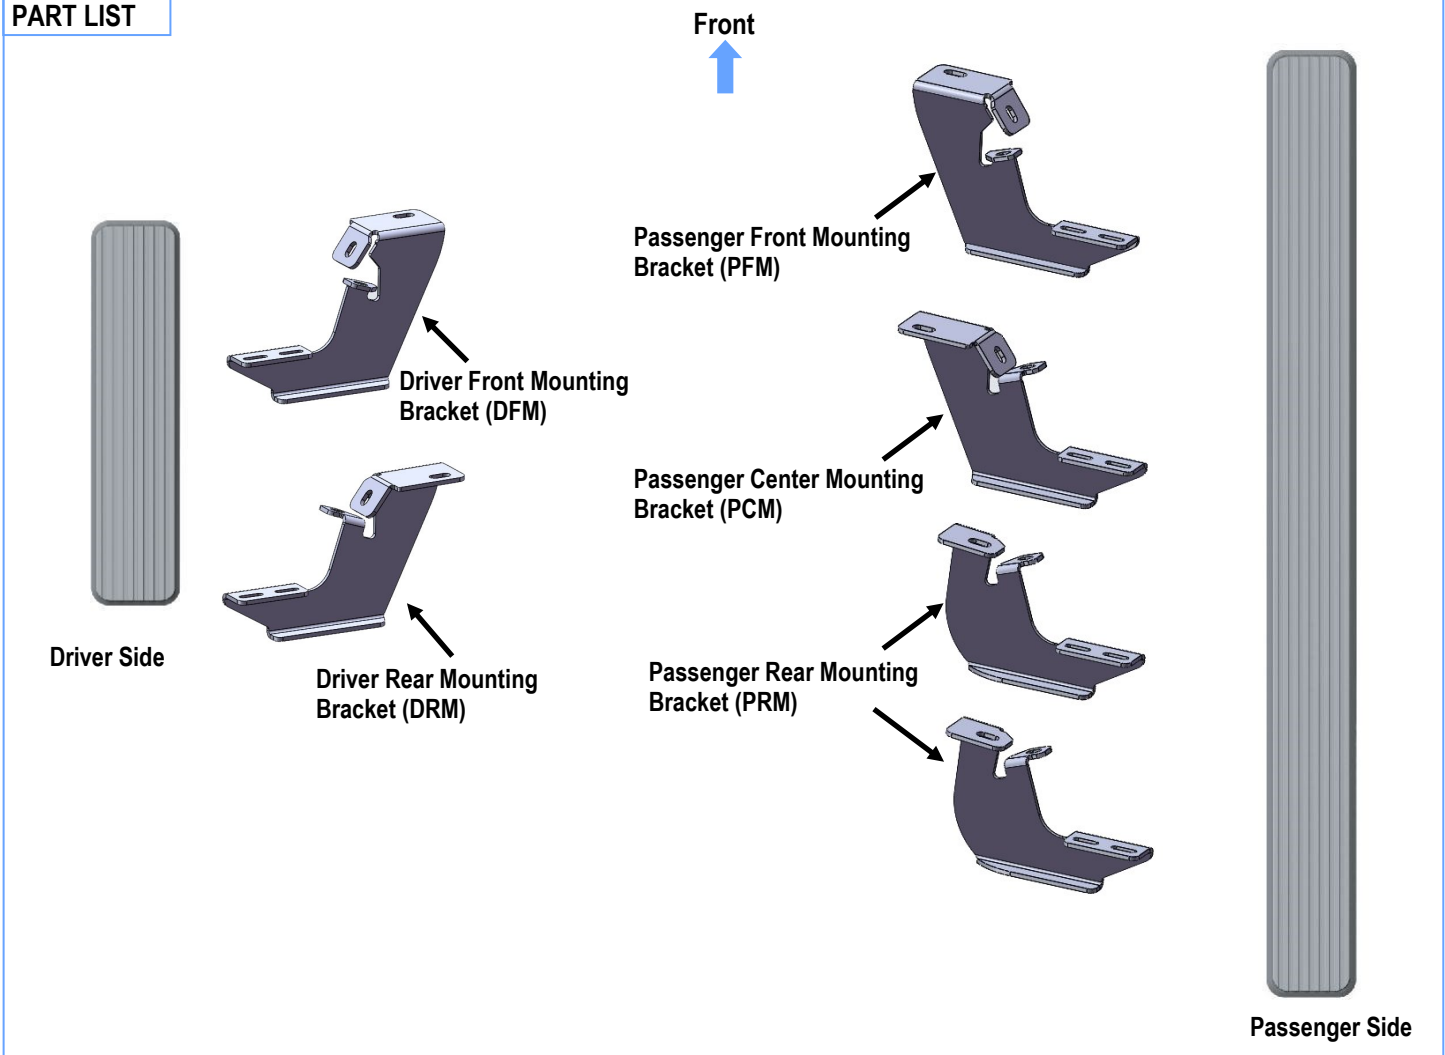 PART LIST
Front
Passenger Front Mounting
Bracket (PFM)
Driver Front Mounting
Bracket (DFM)
Passenger Center Mounting
Bracket (PCM)
Driver Side
Driver Rear Mounting
Bracket (DRM)
Passenger Rear Mounting
Bracket (PRM)
Passenger Side